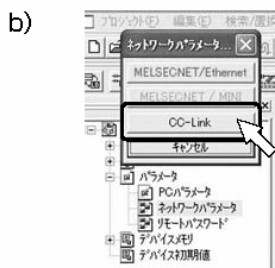 b)
プロジェクト(F) 編集(E) 検索/置換
ネットワークパラメータ...
MELSECNET/Ethernet
MELSECNET / MINI
CC-Link
キャンセル
パラメータ
PCパラメータ
ネットワークパラメータ
リモートパスワード
デバイスメモリ
デバイス初期値